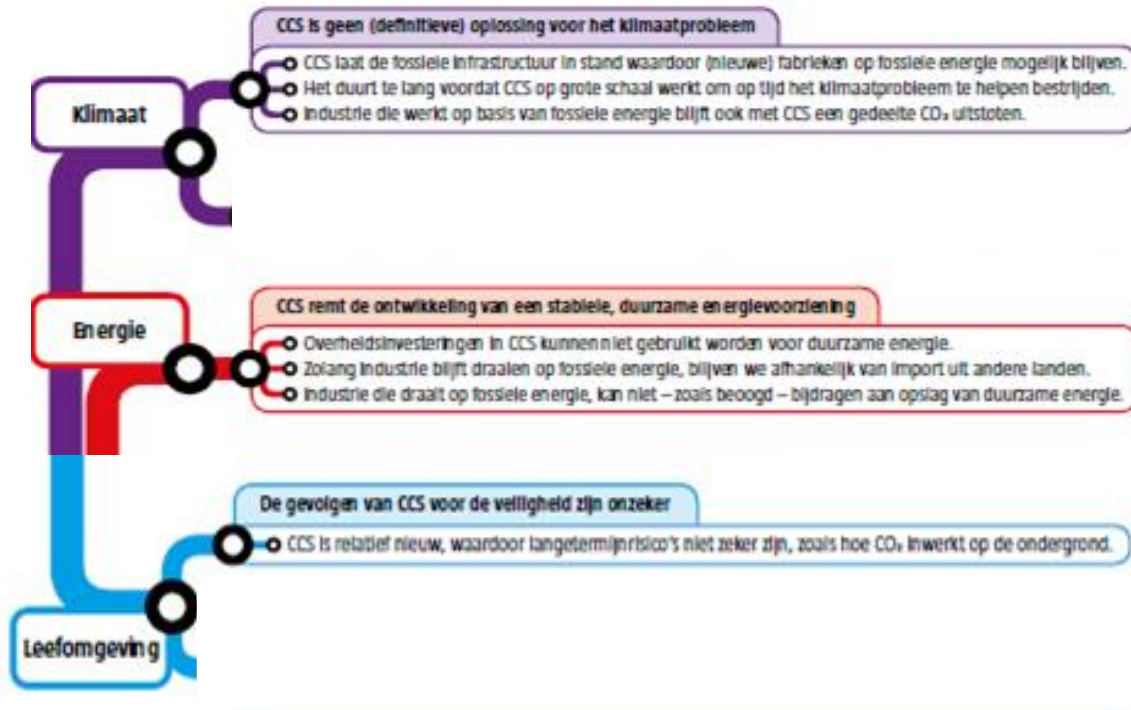 CCS is geen (definitieve) oplossing voor het klimaatprobleem
CCS laat de fossiele infrastructuur in stand waardoor (nieuwe) fabrieken op fossiele energie mogelijk blijven.
Het duurt te lang voordat CCS op grote schaal werkt om op tijd het klimaatprobleem te helpen bestrijden.
Industrie die werkt op basis van fossiele energie blijft ook met CCS een gedeelte CO₂ uitstoten.
Klimaat
CCS remt de ontwikkeling van een stabiele, duurzame energievoorziening
Overheidsinvesteringen in CCS kunnen niet gebruikt worden voor duurzame energie.
Zolang industrie blijft draaien op fossiele energie, blijven we afhankelijk van import uit andere landen.
Industrie die draait op fossiele energie, kan niet – zoals beoogd – bijdragen aan opslag van duurzame energie.
Energie
De gevolgen van CCS voor de veiligheid zijn onzeker
CCS is relatief nieuw, waardoor langetermijnrisico's niet zeker zijn, zoals hoe CO₂ inwerkt op de ondergrond.
Leefomgeving